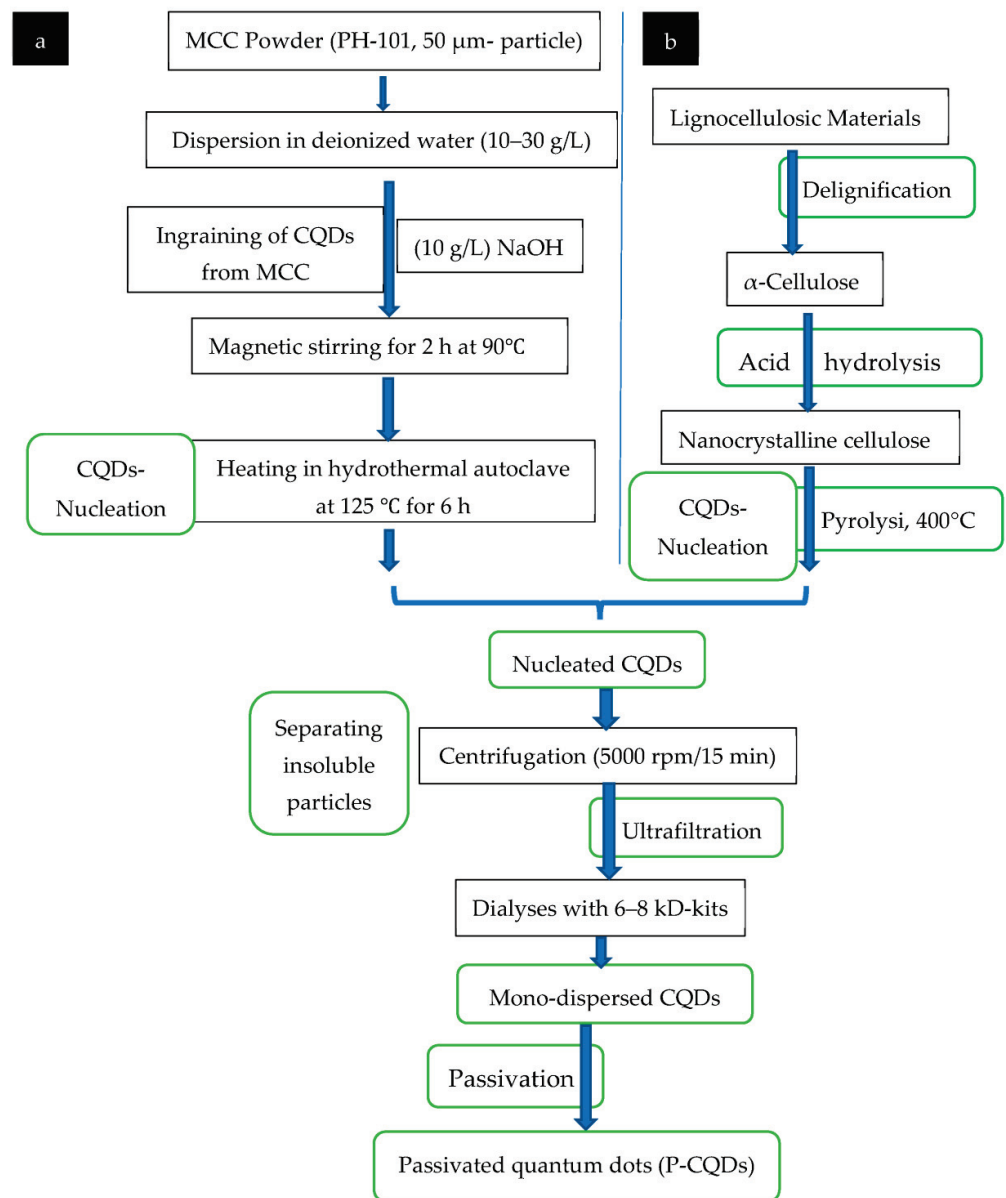 a
MCC Powder (PH-101, 50 µm- particle)
Dispersion in deionized water (10–30 g/L)
Ingraining of CQDs
from MCC
(10 g/L) NaOH
Magnetic stirring for 2 h at 90℃
CQDs-
Nucleation
Heating in hydrothermal autoclave
at 125 ℃ for 6 h
b
Lignocellulosic Materials
Delignification
α-Cellulose
Acid hydrolysis
Nanocrystalline cellulose
CQDs-
Nucleation
Pyrolysi, 400°C
Nucleated CQDs
Separating
insoluble
particles
Centrifugation (5000 rpm/15 min)
Ultrafiltration
Dialyses with 6–8 kD-kits
Mono-dispersed CQDs
Passivation
Passivated quantum dots (P-CQDs)